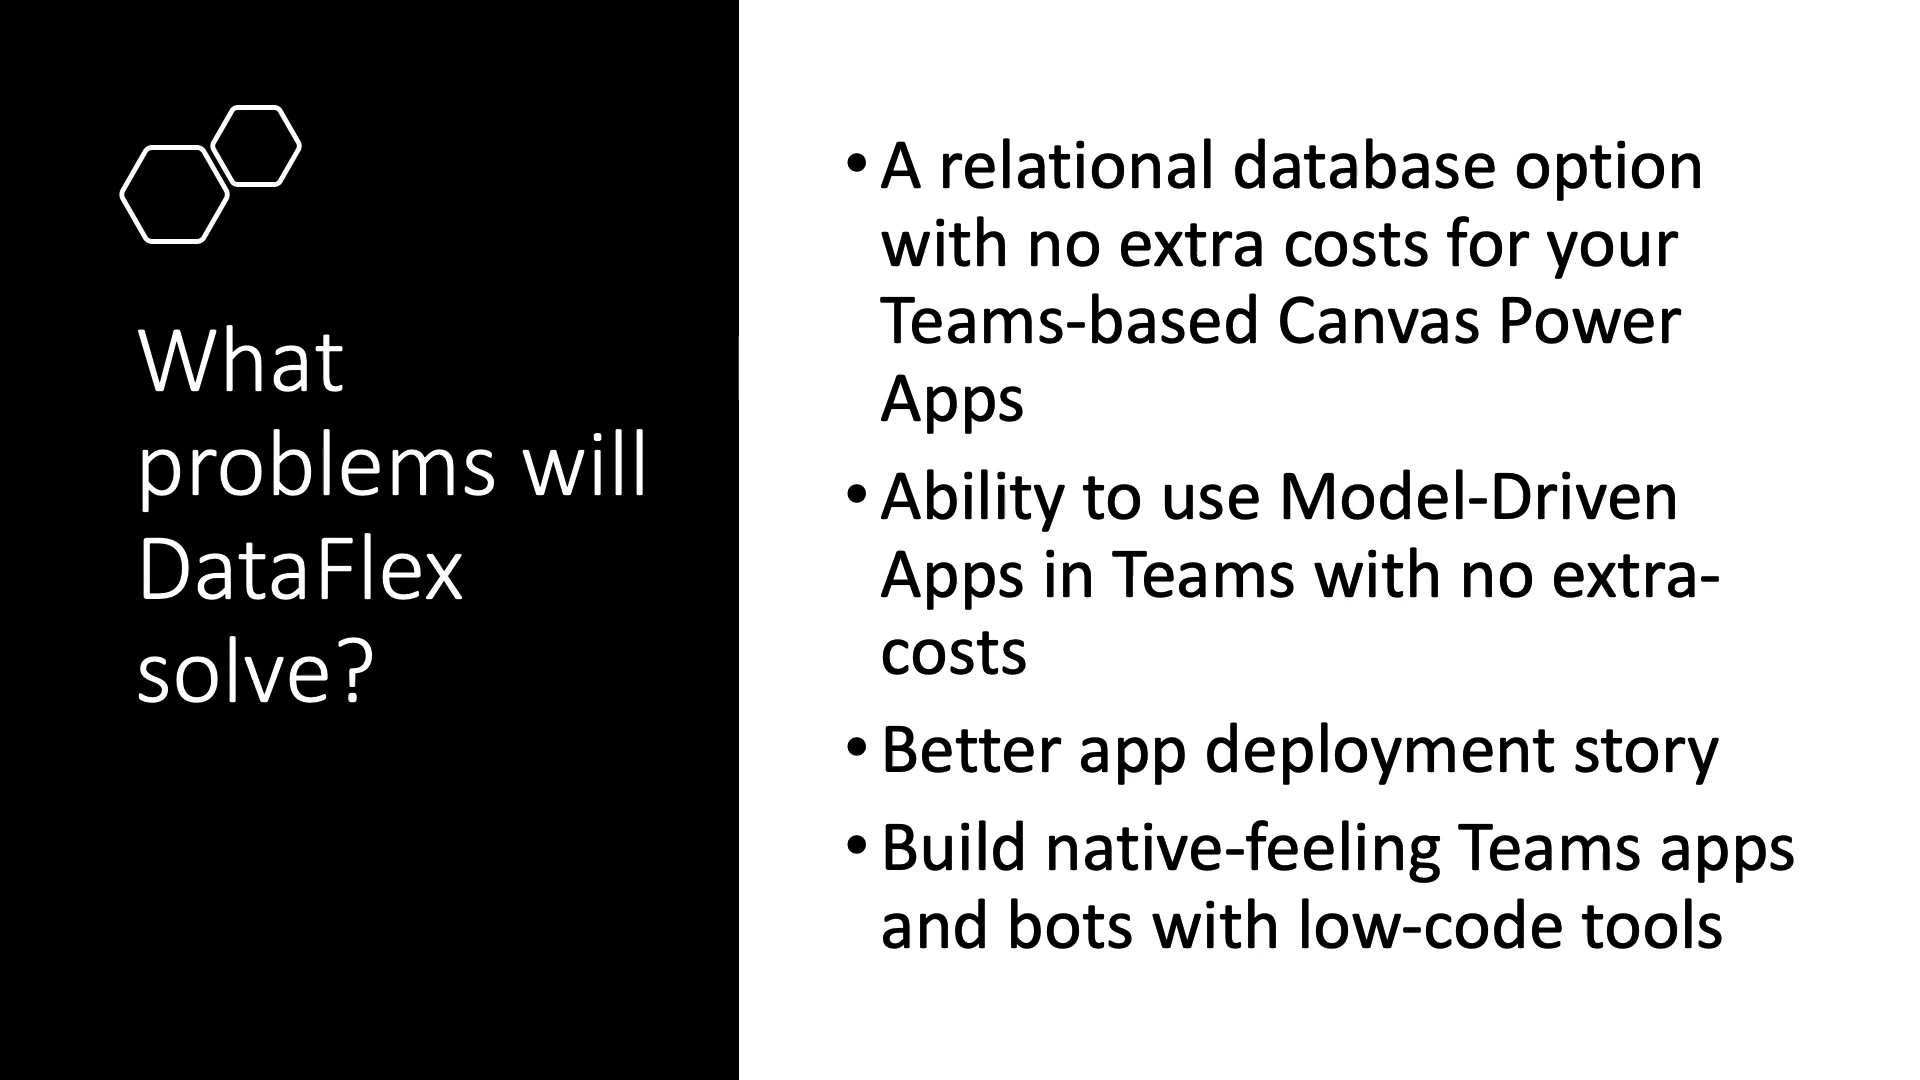 What
problems will
DataFlex
solve?
• A relational database option
with no extra costs for your
Teams-based Canvas Power
Apps
• Ability to use Model-Driven
Apps in Teams with no extra-
costs
• Better app deployment story
• Build native-feeling Teams apps
and bots with low-code tools